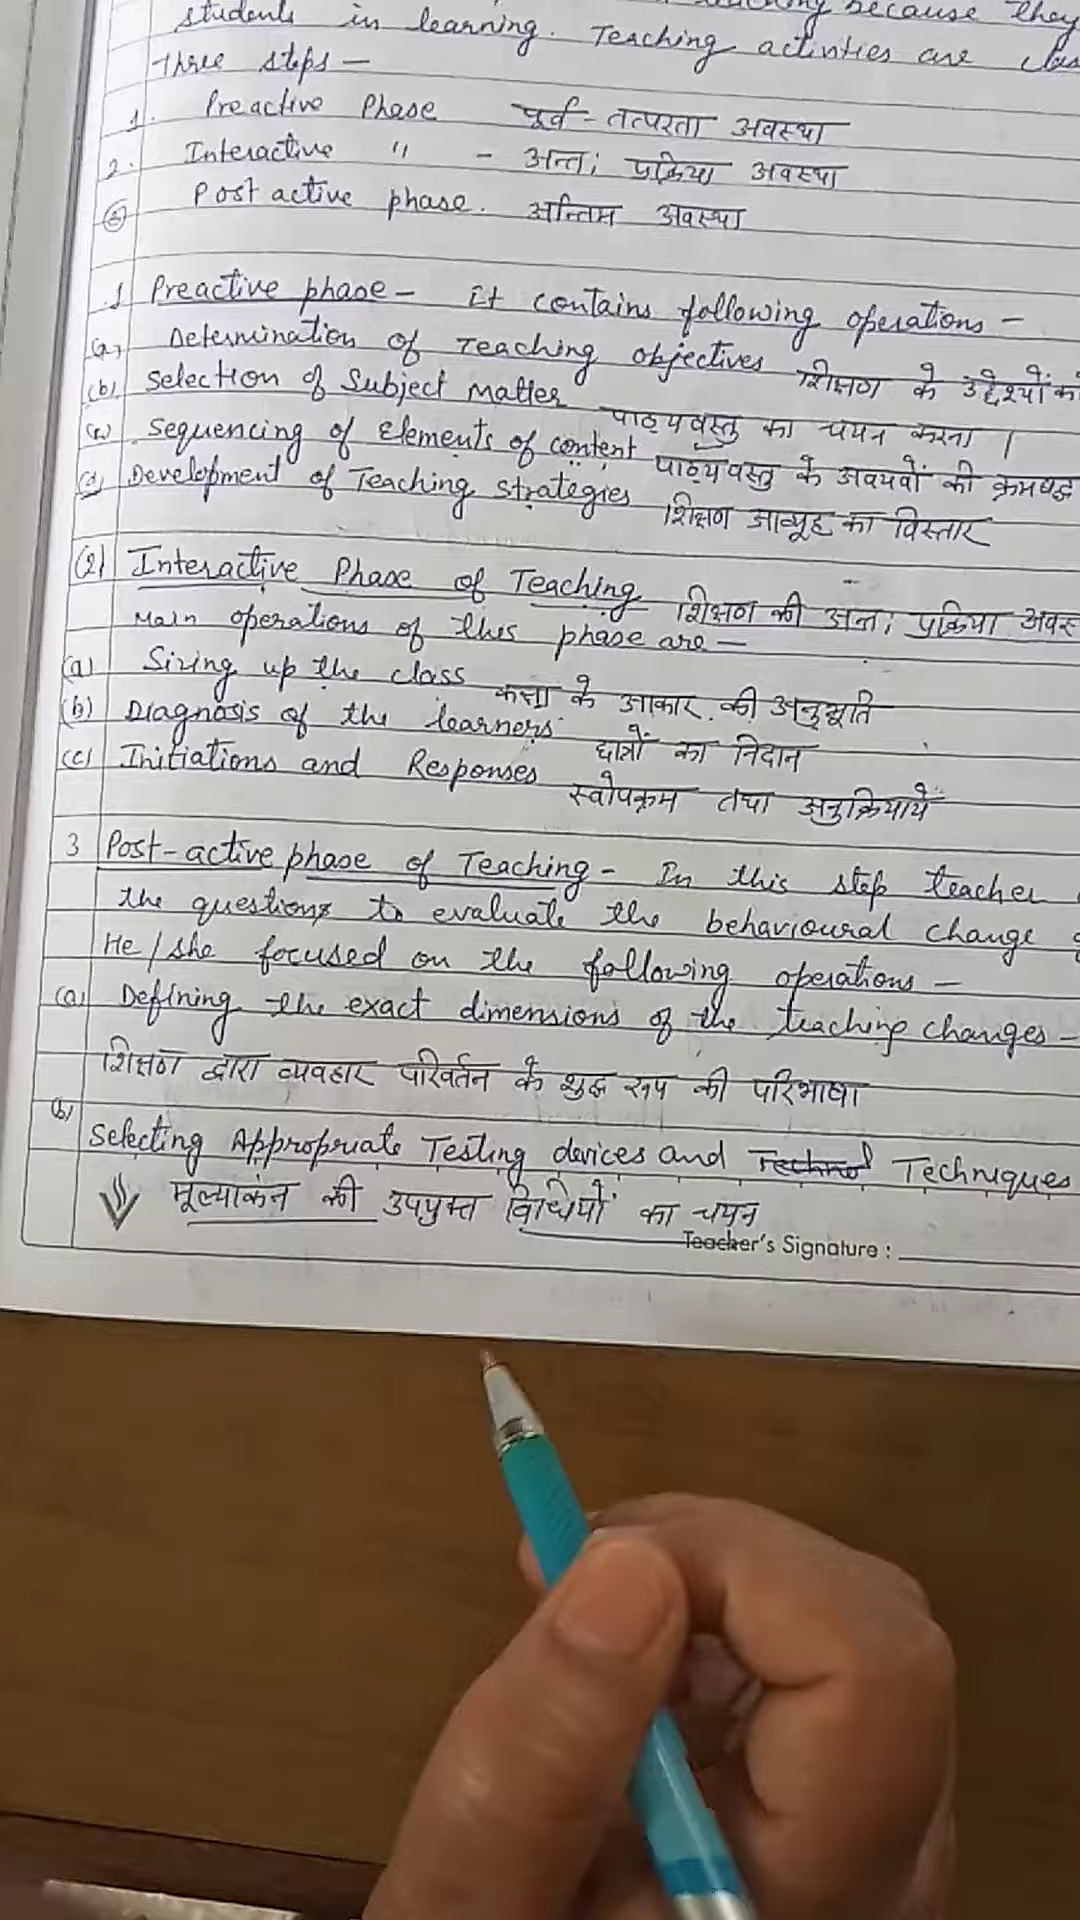 because they
students in learning. Teaching activities are
three steps —
1. Preactive Phase पूर्व - तत्परता अवस्था
2. Interactive " - अन्त: प्रक्रिया अवस्था
③ Post active phase. अन्तिम अवस्था
1 Preactive phase - it contains following operations -
(a) Determination of Teaching objectives शिक्षण के उद्देश्यों
(b) Selection of Subject Matter पाठ्यवस्तु का चयन करना ।
Sequencing of Elements of content पाठ्यवस्तु के अवयवों की क्रमबद्ध
(d) Development of Teaching strategies शिक्षण आव्यूह का विस्तार
(2) Interactive Phase of Teaching शिक्षण की अन्त: प्रक्रिया
Main operations of this phase are —
(a) Sizing up the class कक्षा के आकार की अनुभूति
(b) Diagnosis of the learners. छात्रों का निदान
(c) Initiations and Responses स्वोपक्रम तथा अनुक्रियायें
3 Post-active phase of Teaching - In this step teacher
the questions to evaluate the behavioural change
He/she focused on the following operations -
(a) Defining the exact dimensions of the teaching changes -
शिक्षण द्वारा व्यवहार परिवर्तन के शुद्ध रूप की परिभाषा
(b)
Selecting Appropriate Testing devices and Techniques
मूल्याकंन की उपयुक्त विधियों का चयन
Teacher's Signature :